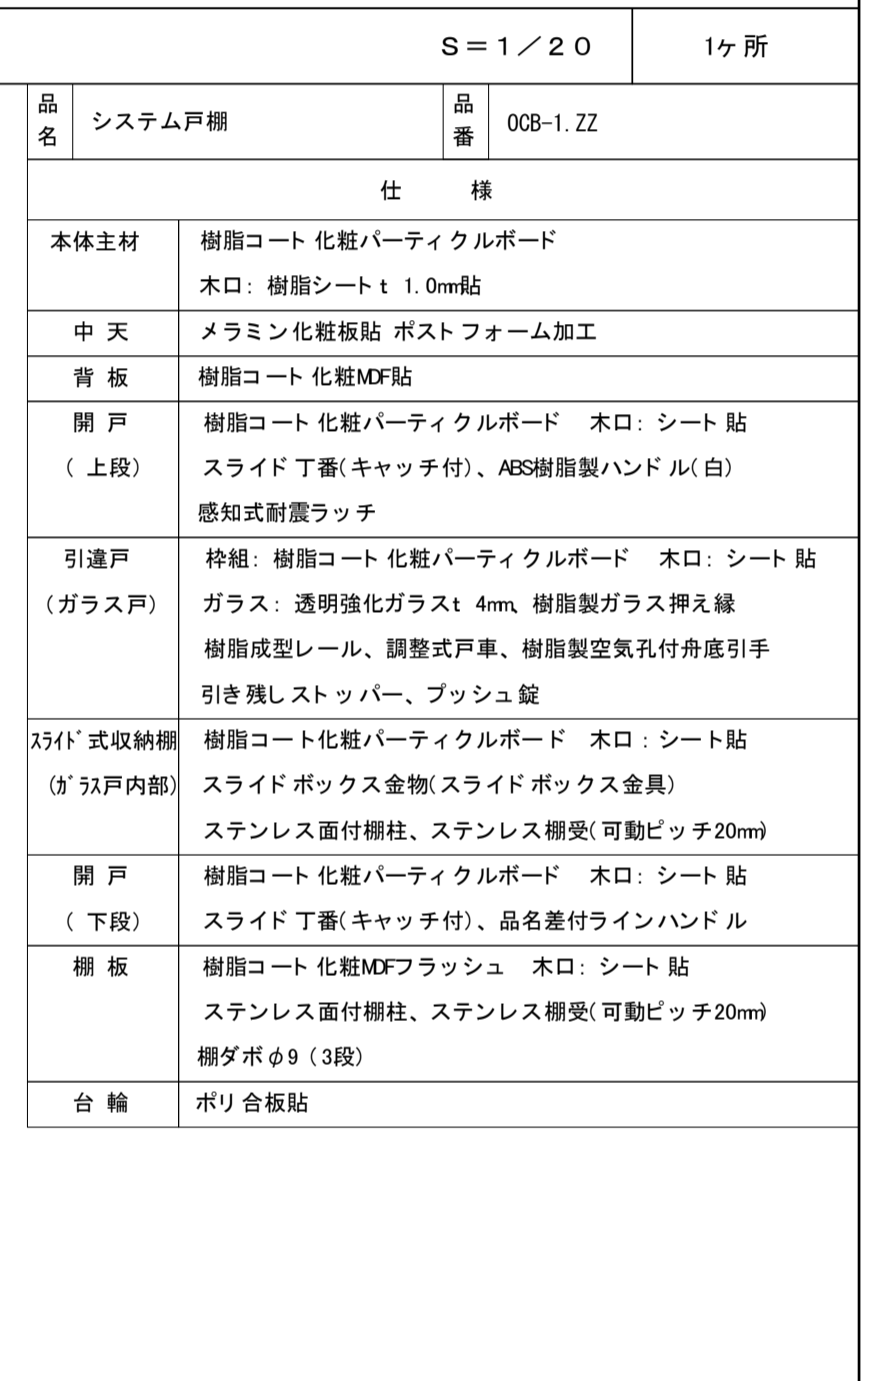 S=1/20 1ヶ所
品名 システム戸棚 品番 OCB-1.ZZ
仕 様
本体主材 樹脂コート化粧パーティクルボード
木口: 樹脂シートt 1.0mm貼
中 天 メラミン化粧板貼 ポストフォーム加工
背 板 樹脂コート化粧MDF貼
開 戸 樹脂コート化粧パーティクルボード 木口: シート貼
(上段) スライド丁番(キャッチ付)、ABS樹脂製ハンドル(白)
感知式耐震ラッチ
引違戸 枠組: 樹脂コート化粧パーティクルボード 木口: シート貼
(ガラス戸) ガラス: 透明強化ガラスt 4mm、樹脂製ガラス押え縁
樹脂成型レール、調整式戸車、樹脂製空気孔付舟底引手
引き残しストッパー、プッシュ錠
スライド式収納棚 樹脂コート化粧パーティクルボード 木口: シート貼
(ガラス戸内部) スライドボックス金物(スライドボックス金具)
ステンレス面付棚柱、ステンレス棚受(可動ピッチ20mm)
開 戸 樹脂コート化粧パーティクルボード 木口: シート貼
(下段) スライド丁番(キャッチ付)、品名差付ラインハンドル
棚 板 樹脂コート化粧MDFフラッシュ 木口: シート貼
ステンレス面付棚柱、ステンレス棚受(可動ピッチ20mm)
棚ダボφ9(3段)
台 輪 ポリ合板貼